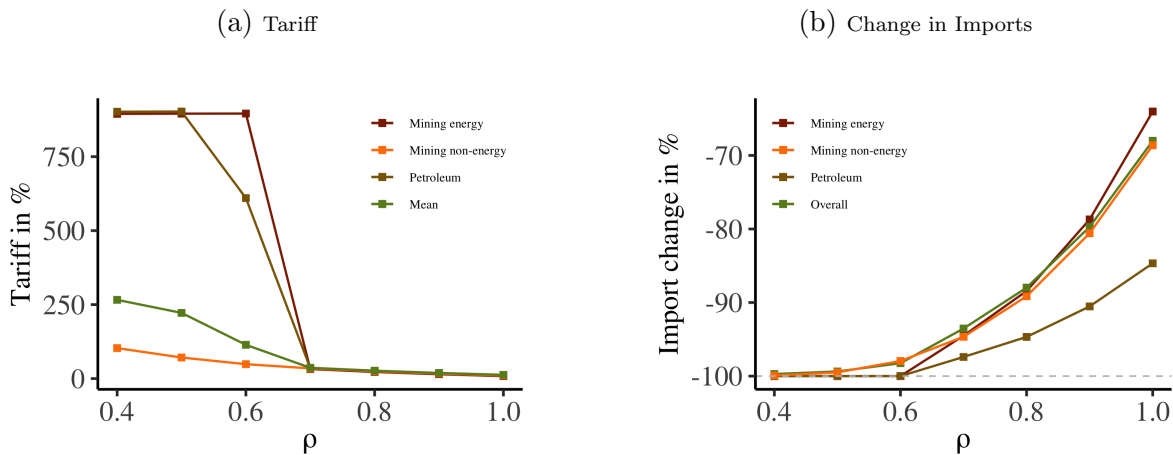 (a) Tariff
Tariff in %
750
500
250
0
0.4 0.6 0.8 1.0
ρ
Mining energy
Mining non-energy
Petroleum
Mean
(b) Change in Imports
Import change in %
-70
-80
-90
-100
0.4 0.6 0.8 1.0
ρ
Mining energy
Mining non-energy
Petroleum
Overall